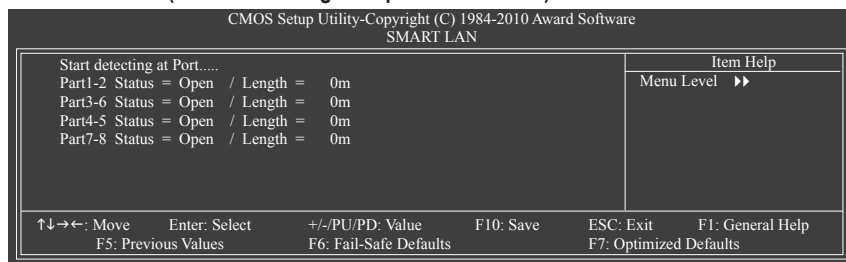 CMOS Setup Utility-Copyright (C) 1984-2010 Award Software
SMART LAN
Start detecting at Port.....
Part1-2 Status = Open / Length = 0m
Part3-6 Status = Open / Length = 0m
Part4-5 Status = Open / Length = 0m
Part7-8 Status = Open / Length = 0m
Item Help
Menu Level ▶▶
↑↓→←: Move Enter: Select +/-/PU/PD: Value F10: Save ESC: Exit F1: General Help
F5: Previous Values F6: Fail-Safe Defaults F7: Optimized Defaults